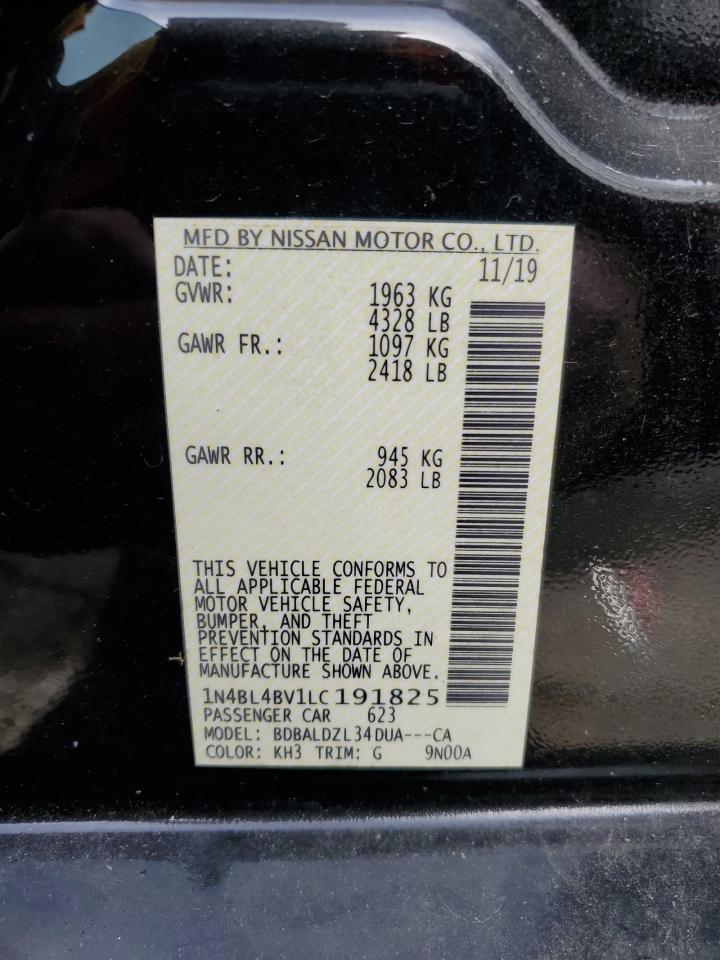 MFD BY NISSAN MOTOR CO., LTD.
DATE: 11/19
GVWR: 1963 KG
4328 LB
GAWR FR.: 1097 KG
2418 LB
GAWR RR.: 945 KG
2083 LB
THIS VEHICLE CONFORMS TO
ALL APPLICABLE FEDERAL
MOTOR VEHICLE SAFETY,
BUMPER, AND THEFT
PREVENTION STANDARDS IN
EFFECT ON THE DATE OF
MANUFACTURE SHOWN ABOVE.
1N4BL4BV1LC191825
PASSENGER CAR 623
MODEL: BDBALDZL34DUA---CA
COLOR: KH3 TRIM: G 9N00A